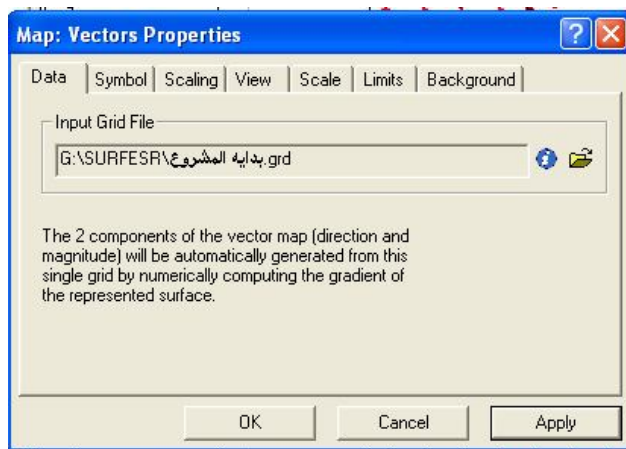 Map: Vectors Properties
Data Symbol Scaling View Scale Limits Background
Input Grid File
G:\SURFESR\بدايه المشروع.grd
The 2 components of the vector map (direction and
magnitude) will be automatically generated from this
single grid by numerically computing the gradient of
the represented surface.
OK Cancel Apply